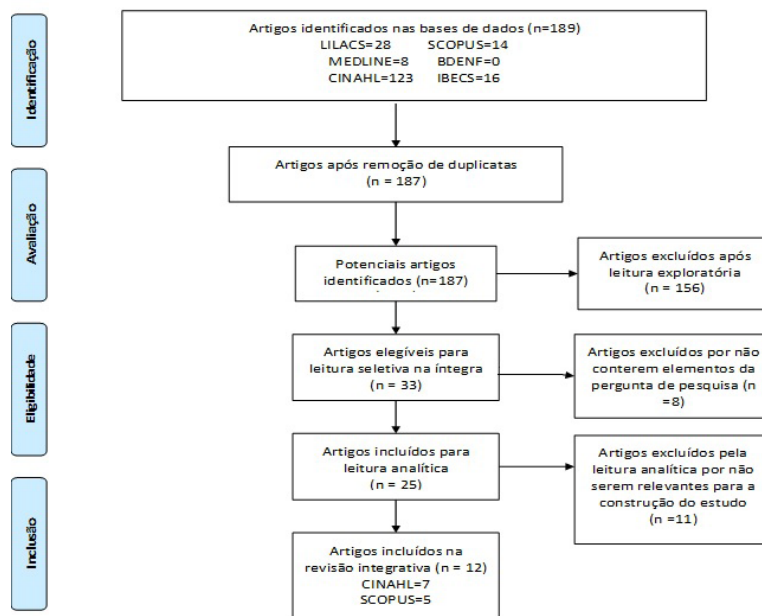 Identificação
Artigos identificados nas bases de dados (n=189)
LILACS=28 SCOPUS=14
MEDLINE=8 BDENF=0
CINAHL=123 IBECS=16
Artigos após remoção de duplicatas
(n = 187)
Avaliação
Potenciais artigos
identificados (n=187)
Artigos excluídos após
leitura exploratória
(n = 156)
Elegibilidade
Artigos elegíveis para
leitura seletiva na íntegra
(n = 33)
Artigos excluídos por não
conterem elementos da
pergunta de pesquisa (n
=8)
Artigos incluídos para
leitura analítica
(n = 25)
Artigos excluídos pela
leitura analítica por não
serem relevantes para a
construção do estudo
(n =11)
Inclusão
Artigos incluídos na
revisão integrativa (n = 12)
CINAHL=7
SCOPUS=5